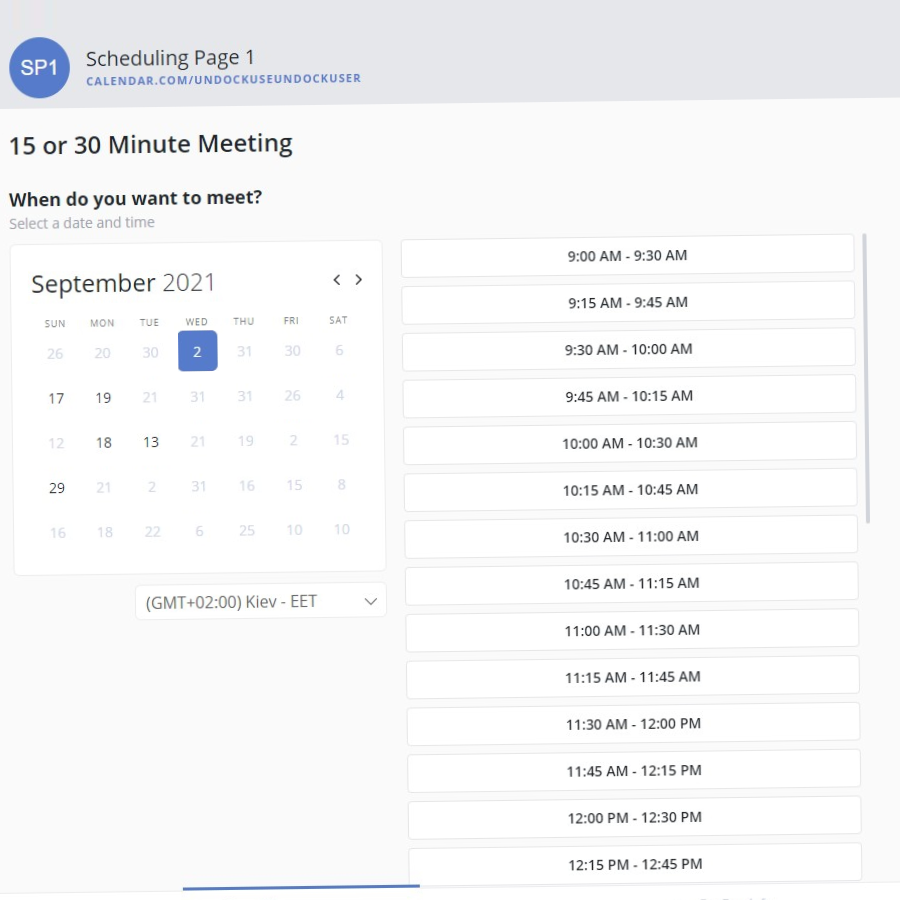 SP1
Scheduling Page 1
CALENDAR.COM/UNDOCKUSEUNDOCKUSER
15 or 30 Minute Meeting
When do you want to meet?
Select a date and time
September 2021
SUN MON TUE WED THU FRI SAT
26 20 30 2 31 30 6
17 19 21 31 31 26 4
12 18 13 21 19 2 15
29 21 2 31 16 15 8
16 18 22 6 25 10 10
(GMT+02:00) Kiev - EET
9:00 AM - 9:30 AM
9:15 AM - 9:45 AM
9:30 AM - 10:00 AM
9:45 AM - 10:15 AM
10:00 AM - 10:30 AM
10:15 AM - 10:45 AM
10:30 AM - 11:00 AM
10:45 AM - 11:15 AM
11:00 AM - 11:30 AM
11:15 AM - 11:45 AM
11:30 AM - 12:00 PM
11:45 AM - 12:15 PM
12:00 PM - 12:30 PM
12:15 PM - 12:45 PM